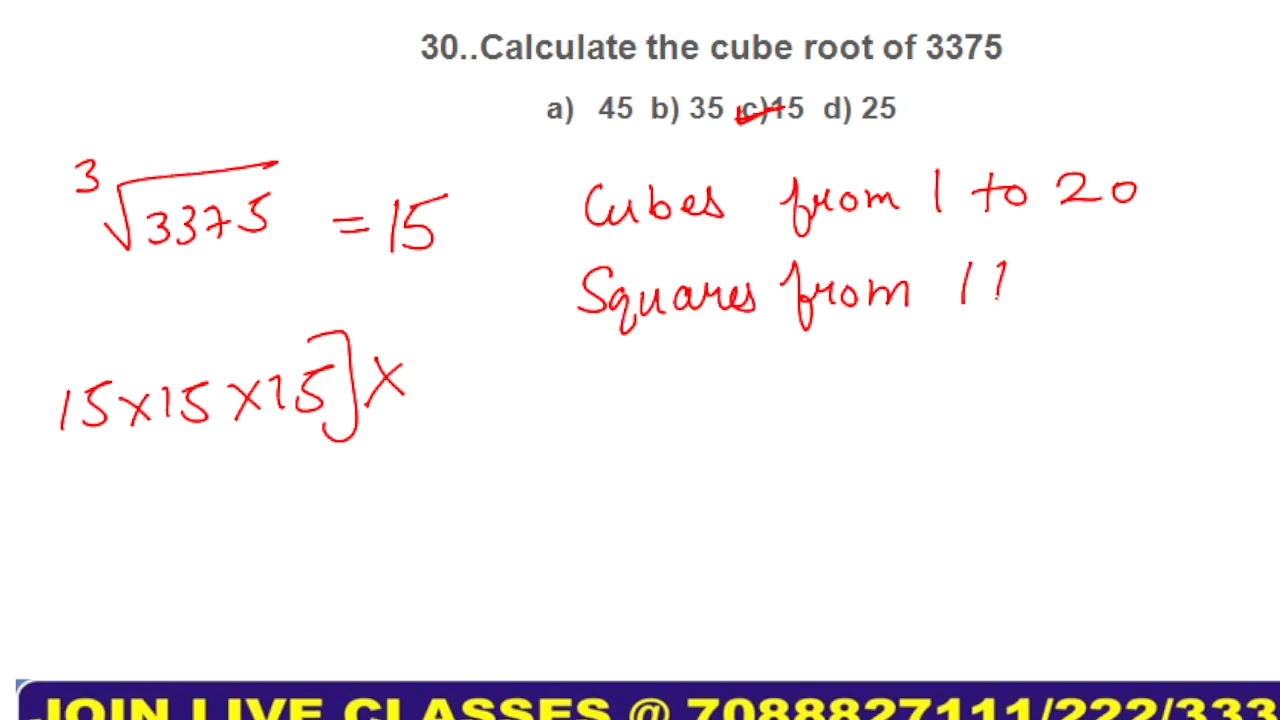 30..Calculate the cube root of 3375
a) 45 b) 35 c)15 d) 25
3√3375 = 15
Cubes from 1 to 20
Squares from 1
15×15×15] ×
JOIN LIVE CLASSES @ 7088827111/222/333